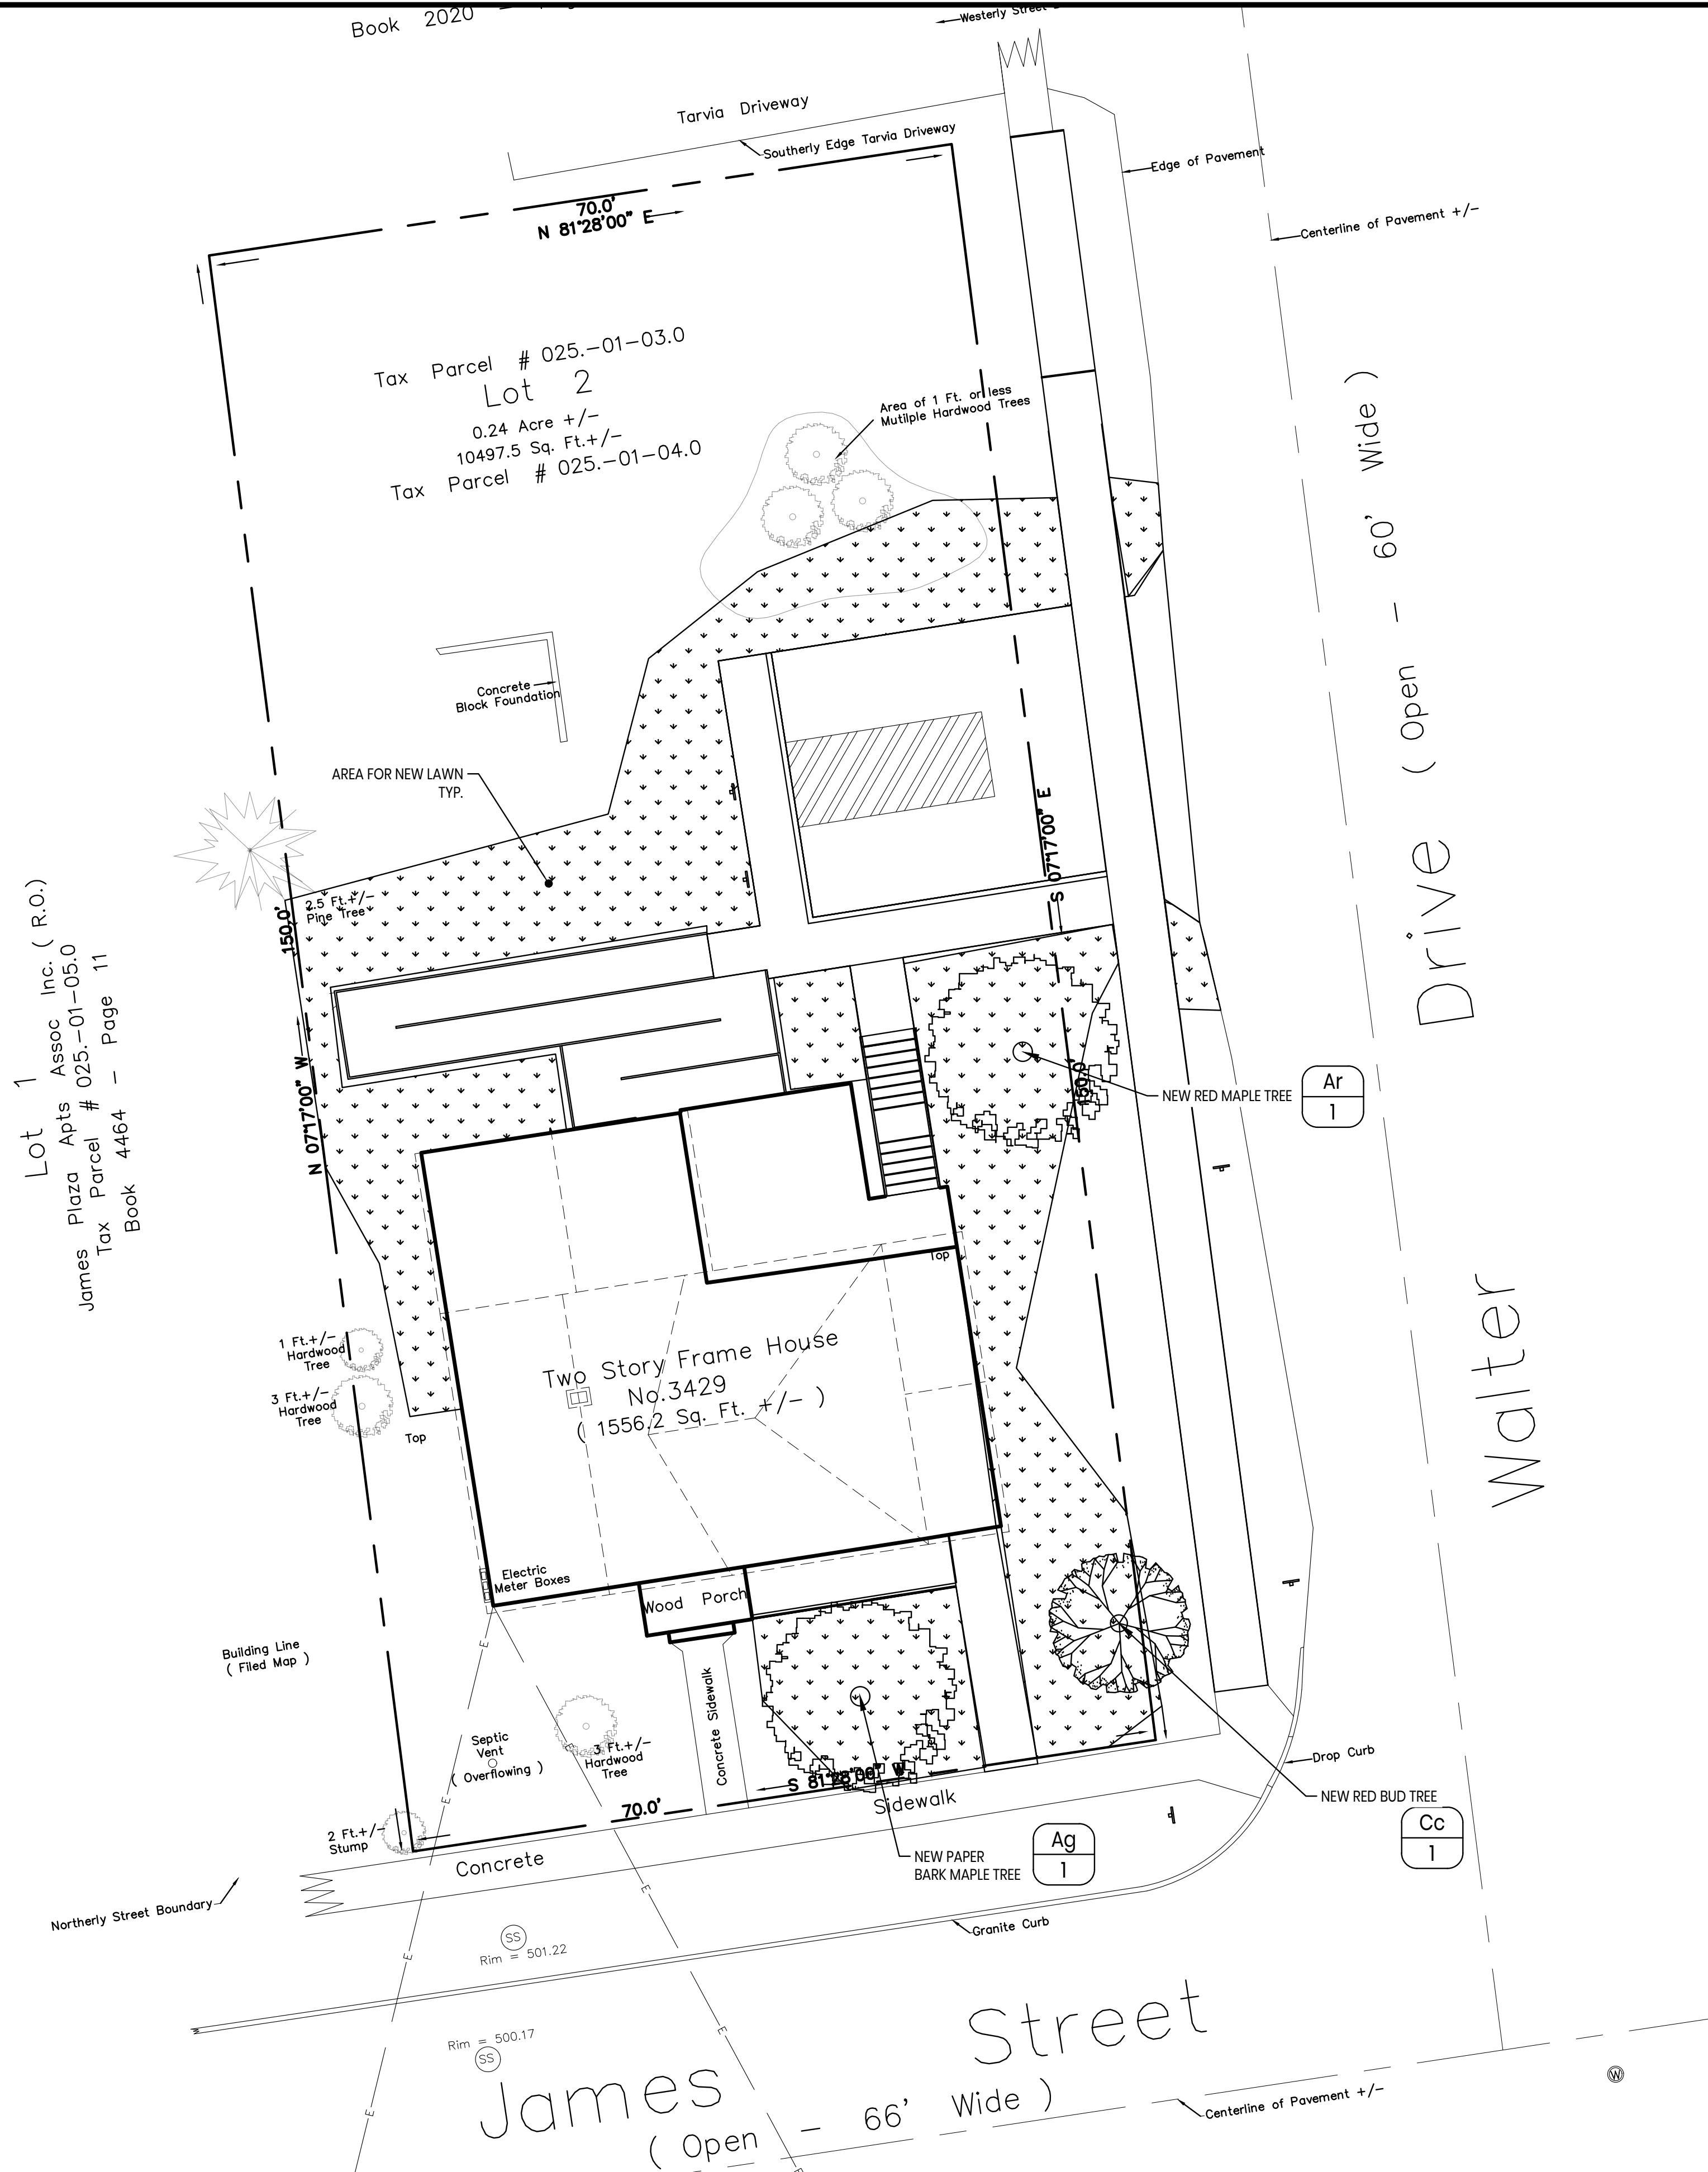 Book 2020
Westerly Street
Tarvia Driveway
Southerly Edge Tarvia Driveway
Edge of Pavement
70.0'
N 81°28'00" E
Centerline of Pavement +/-
Tax Parcel # 025.-01-03.0
Lot 2
0.24 Acre +/-
10497.5 Sq. Ft.+/-
Tax Parcel # 025.-01-04.0
Area of 1 Ft. or less
Mutilple Hardwood Trees
Concrete
Block Foundation
AREA FOR NEW LAWN
TYP.
S 07°17'00" E
150.0'
2.5 Ft.+/-
Pine Tree
150.0'
N 07°17'00" W
Lot 1
James Plaza Apts Assoc Inc. ( R.O.)
Tax Parcel # 025.-01-05.0
Book 4464 - Page 11
NEW RED MAPLE TREE
Ar
1
Walter Drive ( Open - 60' Wide )
Top
1 Ft.+/-
Hardwood
Tree
3 Ft.+/-
Hardwood
Tree
Top
Two Story Frame House
No.3429
( 1556.2 Sq. Ft. +/- )
Electric
Meter Boxes
Wood Porch
Building Line
( Filed Map )
Concrete Sidewalk
Septic
Vent
( Overflowing )
3 Ft.+/-
Hardwood
Tree
E
E
E
Drop Curb
S 81°28'00" W
70.0'
NEW RED BUD TREE
Cc
1
Sidewalk
2 Ft.+/-
Stump
Concrete
NEW PAPER
BARK MAPLE TREE
Ag
1
Northerly Street Boundary
E
E
SS
Rim = 501.22
Granite Curb
Rim = 500.17
SS
E
E
E
James Street
( Open - 66' Wide )
Centerline of Pavement +/-
W